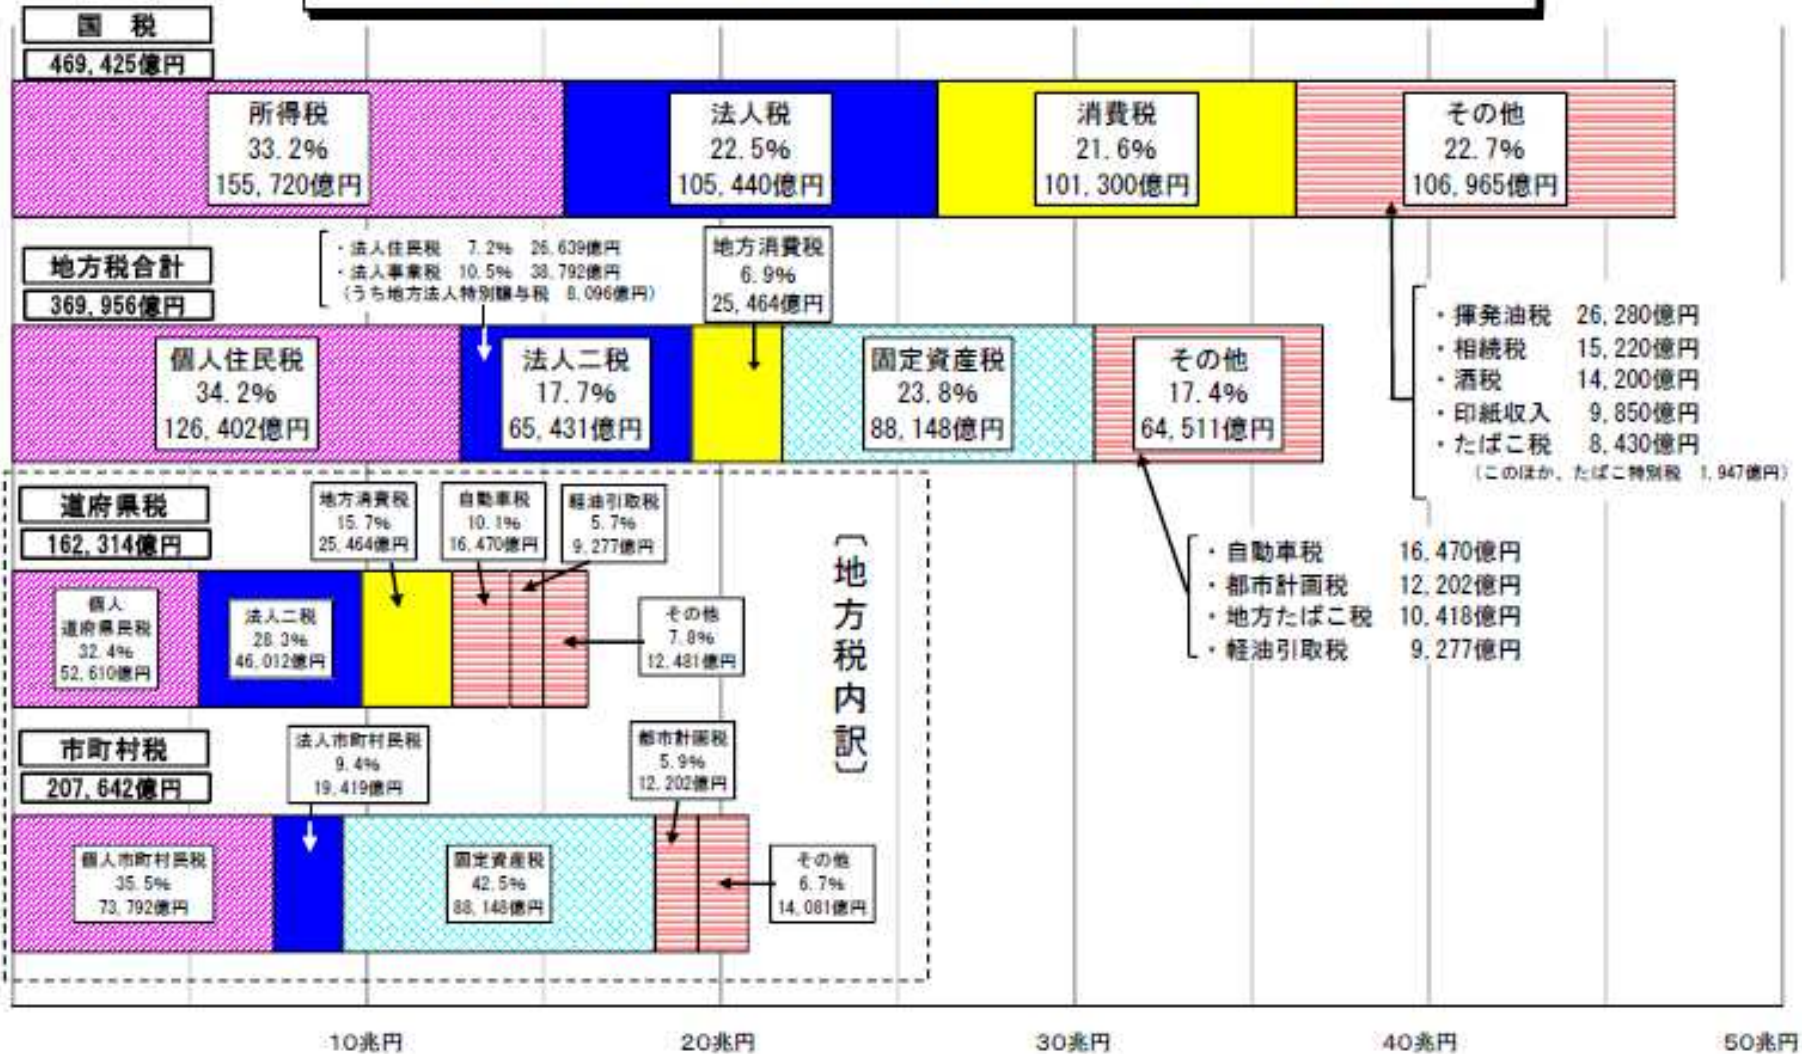 国 税
469,425億円
所得税
33.2%
155,720億円
法人税
22.5%
105,440億円
消費税
21.6%
101,300億円
その他
22.7%
106,965億円
・揮発油税 26,280億円
・相続税 15,220億円
・酒税 14,200億円
・印紙収入 9,850億円
・たばこ税 8,430億円
(このほか、たばこ特別税 1,947億円)
地方税合計
369,956億円
・法人住民税 7.2% 26,639億円
・法人事業税 10.5% 38,792億円
(うち地方法人特別譲与税 8,096億円)
地方消費税
6.9%
25,464億円
個人住民税
34.2%
126,402億円
法人二税
17.7%
65,431億円
固定資産税
23.8%
88,148億円
その他
17.4%
64,511億円
・自動車税 16,470億円
・都市計画税 12,202億円
・地方たばこ税 10,418億円
・軽油引取税 9,277億円
道府県税
162,314億円
地方消費税
15.7%
25,464億円
自動車税
10.1%
16,470億円
軽油引取税
5.7%
9,277億円
個人
道府県民税
32.4%
52,610億円
法人二税
28.3%
46,012億円
その他
7.8%
12,481億円
〔地方税内訳〕
市町村税
207,642億円
法人市町村民税
9.4%
19,419億円
都市計画税
5.9%
12,202億円
個人市町村民税
35.5%
73,792億円
固定資産税
42.5%
88,148億円
その他
6.7%
14,081億円
10兆円 20兆円 30兆円 40兆円 50兆円